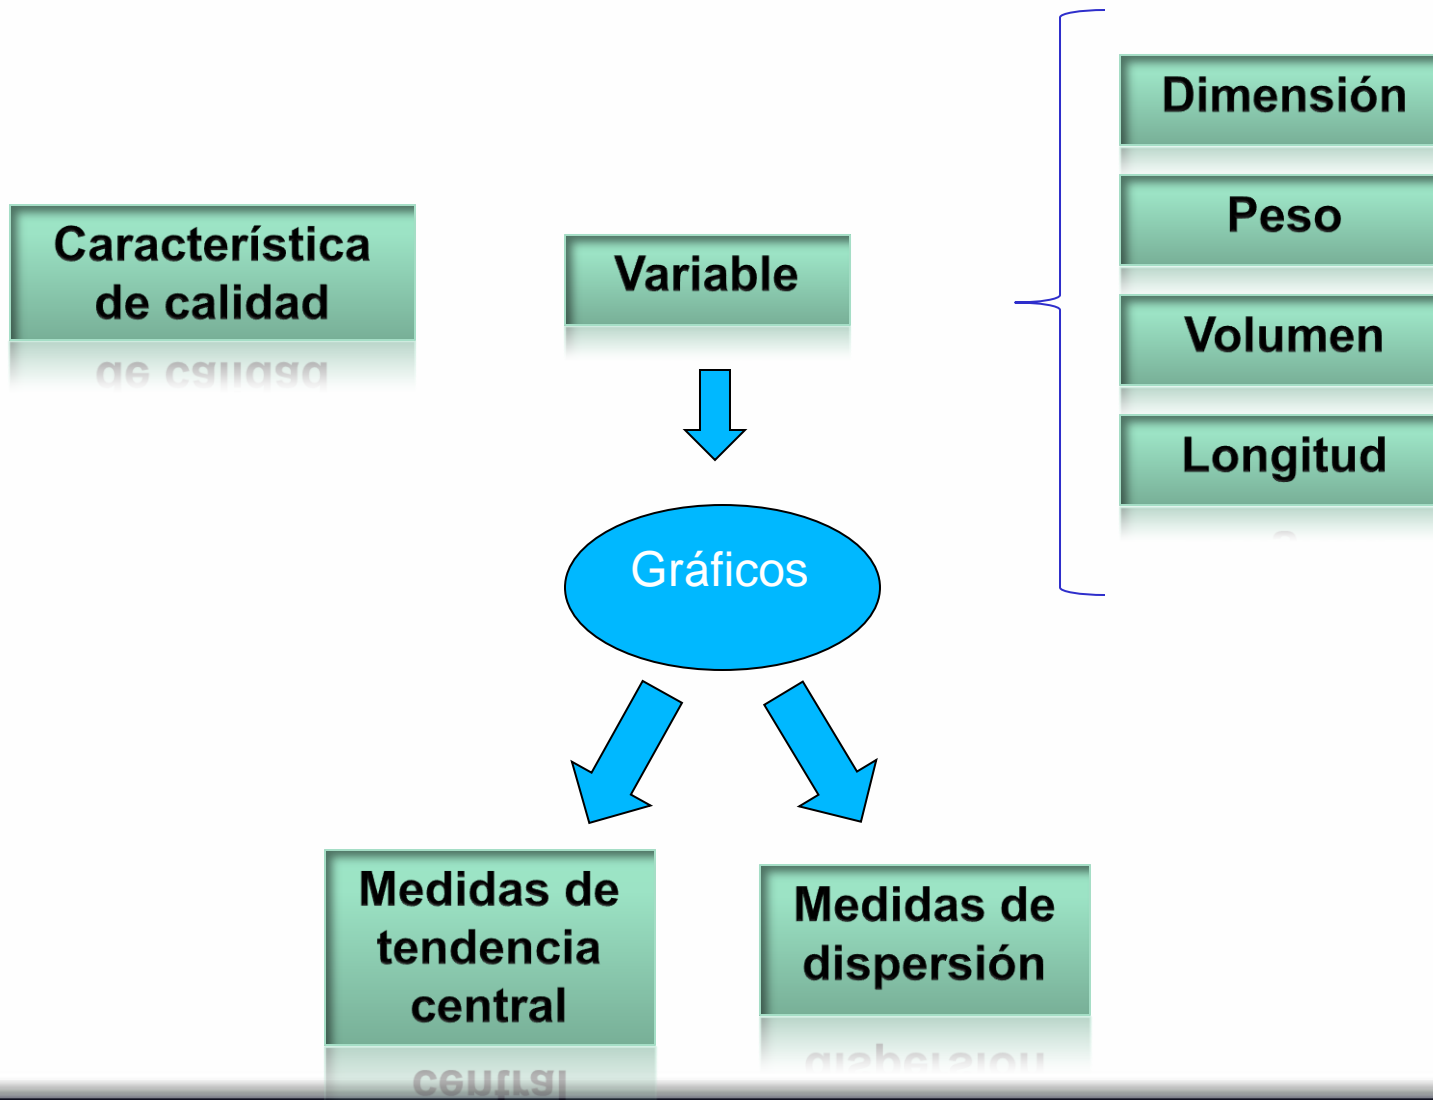 Característica
de calidad
Variable
Dimensión
Peso
Volumen
Longitud
Gráficos
Medidas de
tendencia
central
Medidas de
dispersión